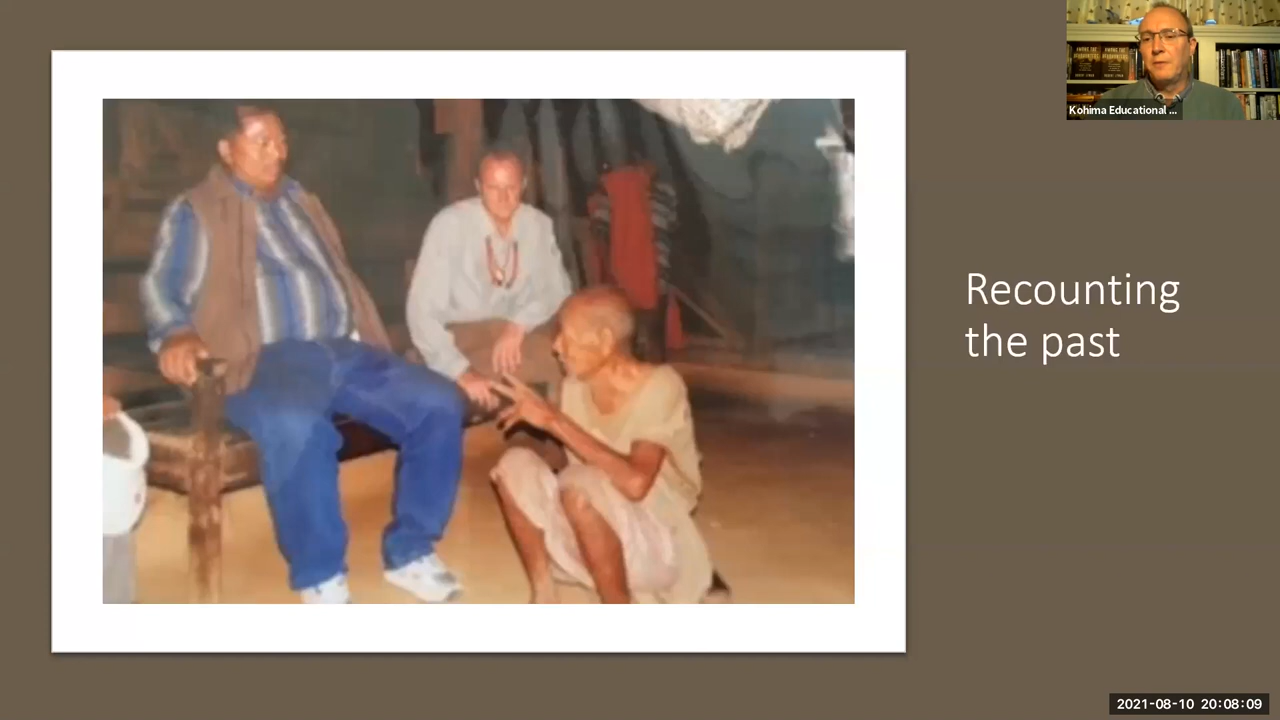 Recounting
the past
Kohima Educational ...
2021-08-10 20:08:09